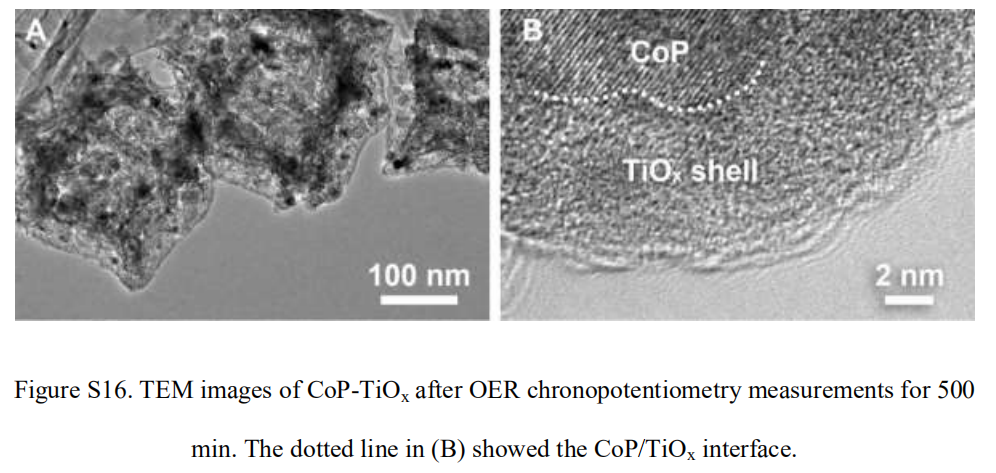 A
B
CoP
TiOₓ shell
100 nm
2 nm
Figure S16. TEM images of CoP-TiOₓ after OER chronopotentiometry measurements for 500
min. The dotted line in (B) showed the CoP/TiOₓ interface.